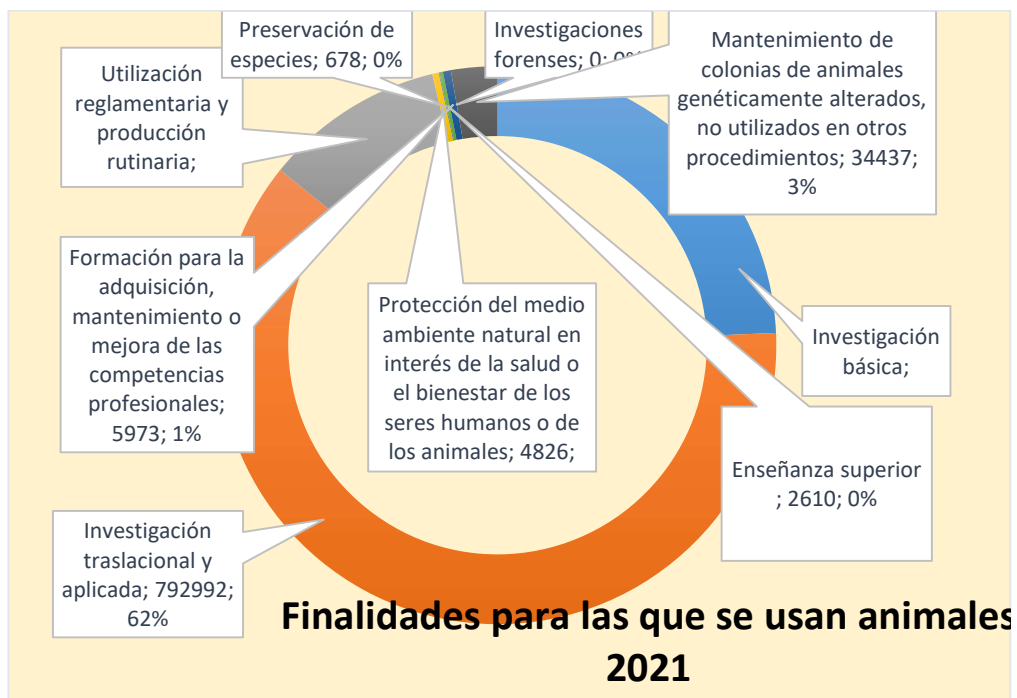 Preservación de
especies; 678; 0%
Investigaciones
forenses; 0; 0%
Mantenimiento de
colonias de animales
genéticamente alterados,
no utilizados en otros
procedimientos; 34437;
3%
Utilización
reglamentaria y
producción
rutinaria;
Formación para la
adquisición,
mantenimiento o
mejora de las
competencias
profesionales;
5973; 1%
Protección del medio
ambiente natural en
interés de la salud o
el bienestar de los
seres humanos o de
los animales; 4826;
Investigación
básica;
Enseñanza superior
; 2610; 0%
Investigación
traslacional y
aplicada; 792992;
62%
Finalidades para las que se usan animales
2021